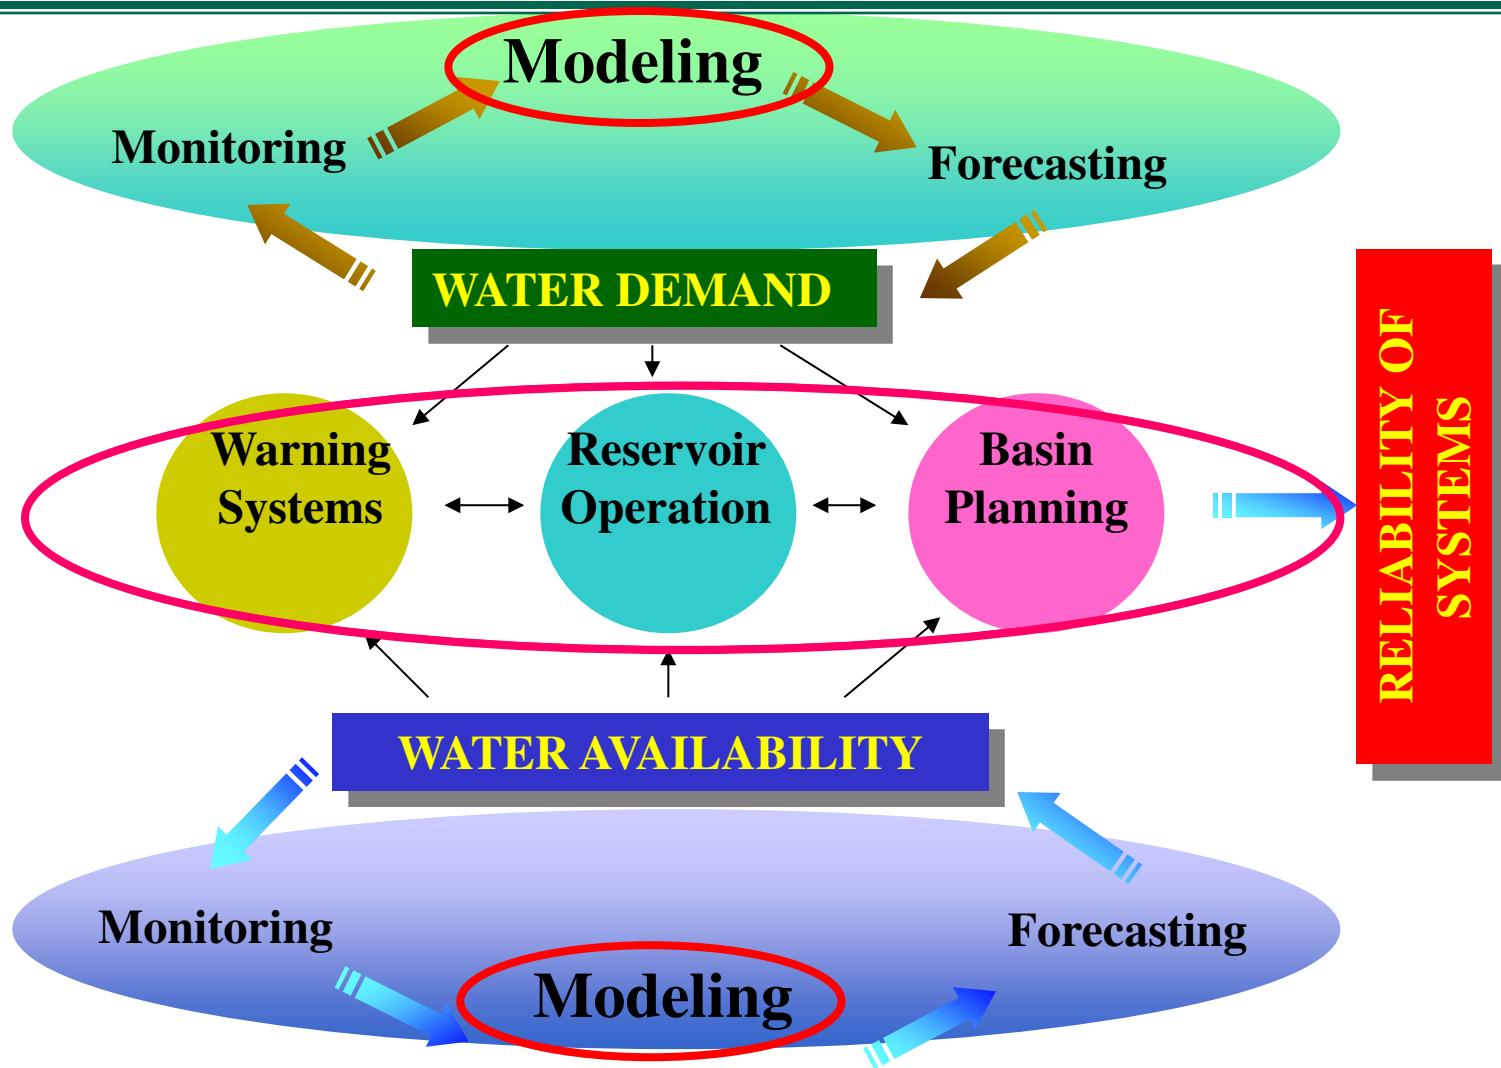 Modeling
Monitoring
Forecasting
WATER DEMAND
Warning
Systems
Reservoir
Operation
Basin
Planning
RELIABILITY OF
SYSTEMS
WATER AVAILABILITY
Monitoring
Forecasting
Modeling